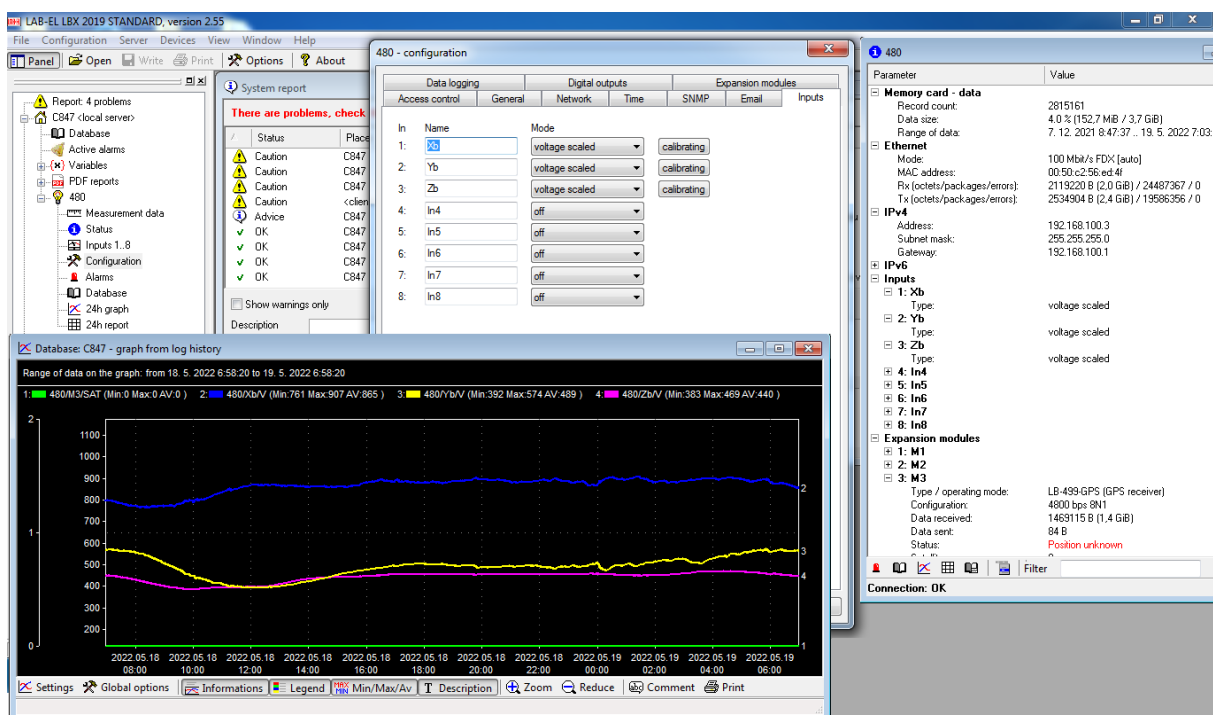 LAB-EL LBX 2019 STANDARD, version 2.55
File Configuration Server Devices View Window Help
Panel Open Write Print Options About
Report: 4 problems
C847 <local server>
Database
Active alarms
Variables
PDF reports
480
Measurement data
Status
Inputs 1..8
Configuration
Alarms
Database
24h graph
24h report
System report
There are problems, check
Status Place
Caution C847
Caution C847
Caution C847
Caution <clien
Advice C847
OK C847
OK C847
OK C847
OK C847
Show warnings only
Description
480 - configuration
Data logging Digital outputs Expansion modules
Access control General Network Time SNMP Email Inputs
In Name Mode
1: Xb voltage scaled calibrating
2: Yb voltage scaled calibrating
3: Zb voltage scaled calibrating
4: In4 off
5: In5 off
6: In6 off
7: In7 off
8: In8 off
480
Parameter Value
Memory card - data
Record count: 2815161
Data size: 4.0 % (152,7 MiB / 3,7 GiB)
Range of data: 7. 12. 2021 8:47:37 .. 19. 5. 2022 7:03:
Ethernet
Mode: 100 Mbit/s FDX [auto]
MAC address: 00:50:c2:56:ed:4f
Rx (octets/packages/errors): 2119220 B (2,0 GiB) / 24487367 / 0
Tx (octets/packages/errors): 2534904 B (2,4 GiB) / 19586356 / 0
IPv4
Address: 192.168.100.3
Subnet mask: 255.255.255.0
Gateway: 192.168.100.1
IPv6
Inputs
1: Xb
Type: voltage scaled
2: Yb
Type: voltage scaled
3: Zb
Type: voltage scaled
4: In4
5: In5
6: In6
7: In7
8: In8
Expansion modules
1: M1
2: M2
3: M3
Type / operating mode: LB-499-GPS (GPS receiver)
Configuration: 4800 bps 8N1
Data received: 1469115 B (1,4 GiB)
Data sent: 84 B
Status: Position unknown
Filter
Connection: OK
Database: C847 - graph from log history
Range of data on the graph: from 18. 5. 2022 6:58:20 to 19. 5. 2022 6:58:20
1: 480/M3/SAT (Min:0 Max:0 AV:0 ) 2: 480/Xb/V (Min:761 Max:907 AV:865 ) 3: 480/Yb/V (Min:392 Max:574 AV:489 ) 4: 480/Zb/V (Min:383 Max:469 AV:440 )
2
1100
1000
900
800
2
700
1
600
3
500
4
400
300
200
0
1
2022.05.18 2022.05.18 2022.05.18 2022.05.18 2022.05.18 2022.05.18 2022.05.18 2022.05.18 2022.05.19 2022.05.19 2022.05.19 2022.05.19
08:00 10:00 12:00 14:00 16:00 18:00 20:00 22:00 00:00 02:00 04:00 06:00
Settings Global options Informations Legend MAX MIN Min/Max/Av T Description Zoom Reduce Comment Print